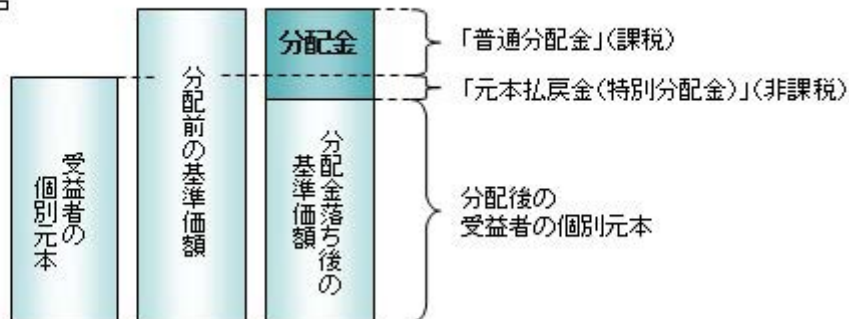 分配金
「普通分配金」(課税)
「元本払戻金(特別分配金)」(非課税)
受益者の
個別元本
分配前の基準価額
分配金落ち後の
基準価額
分配後の
受益者の個別元本